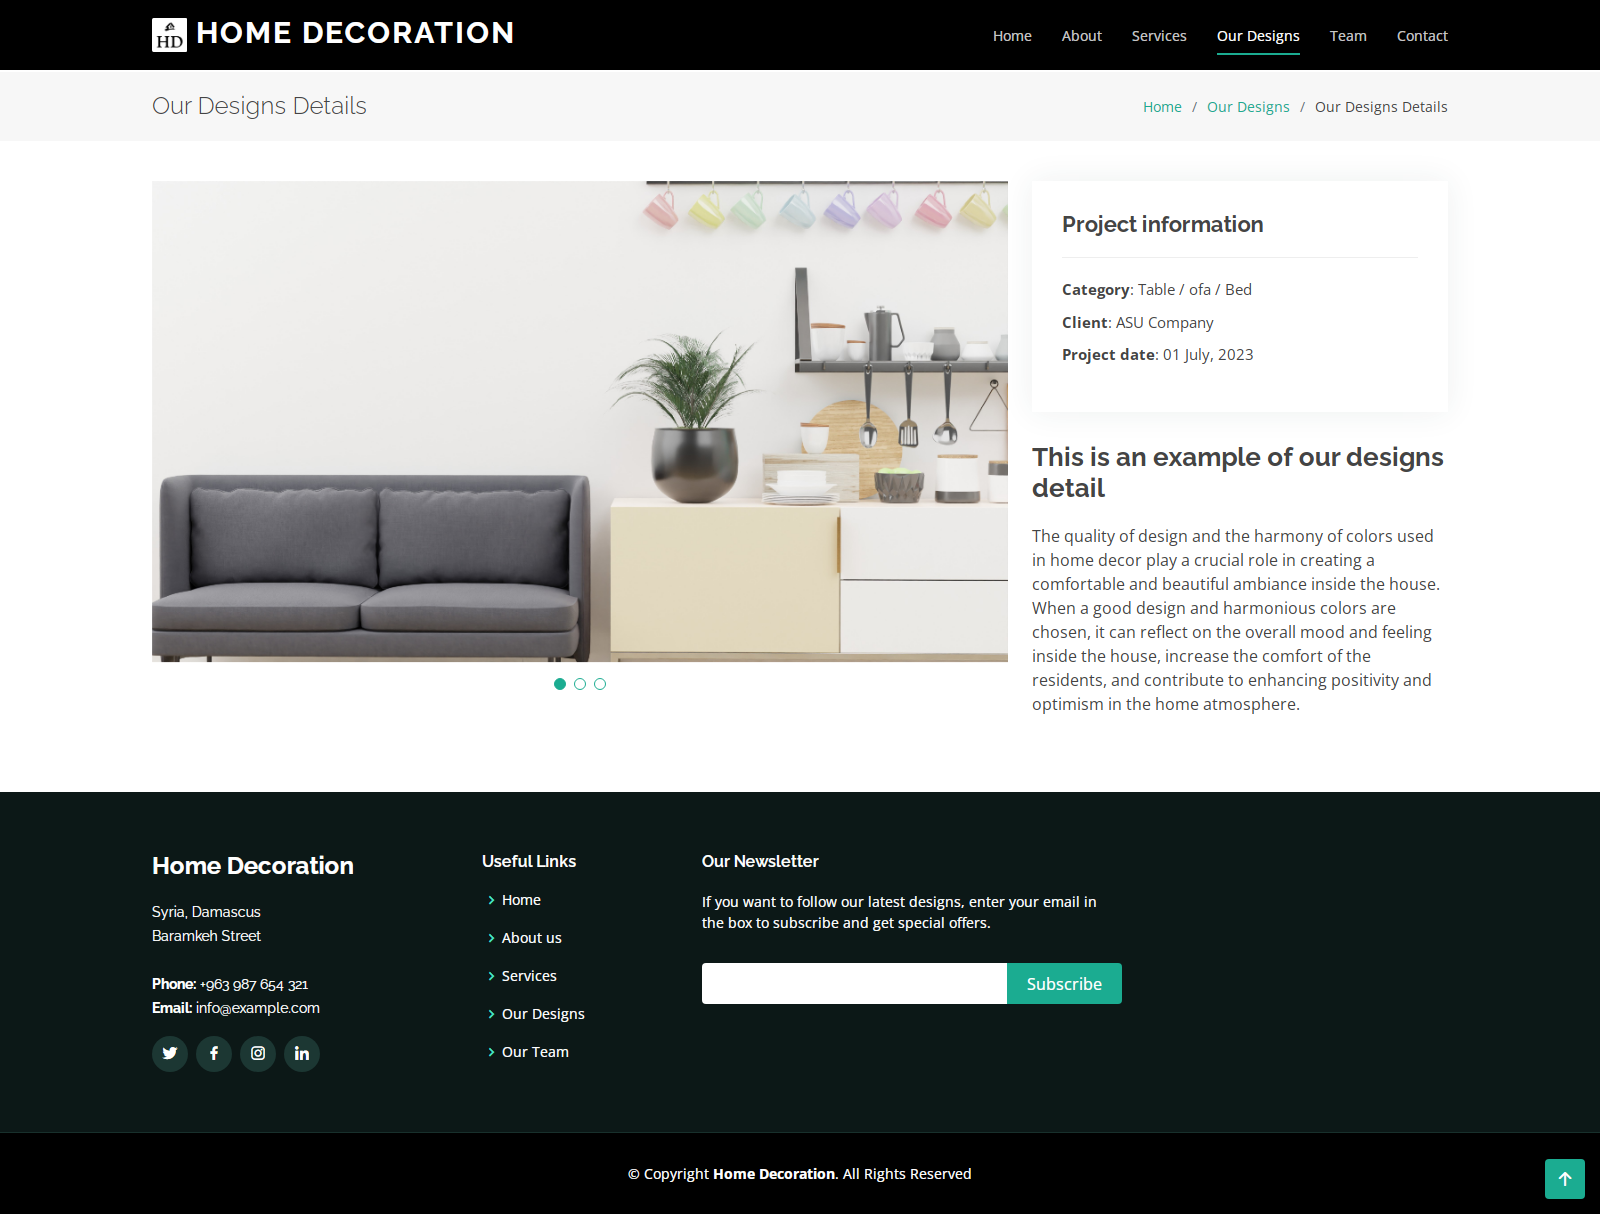 HD HOME DECORATION
Home About Services Our Designs Team Contact
Our Designs Details
Home / Our Designs / Our Designs Details
Project information
Category: Table / ofa / Bed
Client: ASU Company
Project date: 01 July, 2023
This is an example of our designs
detail
The quality of design and the harmony of colors used
in home decor play a crucial role in creating a
comfortable and beautiful ambiance inside the house.
When a good design and harmonious colors are
chosen, it can reflect on the overall mood and feeling
inside the house, increase the comfort of the
residents, and contribute to enhancing positivity and
optimism in the home atmosphere.
Home Decoration
Syria, Damascus
Baramkeh Street
Phone: +963 987 654 321
Email: info@example.com
Useful Links
Home
About us
Services
Our Designs
Our Team
Our Newsletter
If you want to follow our latest designs, enter your email in
the box to subscribe and get special offers.
Subscribe
© Copyright Home Decoration. All Rights Reserved